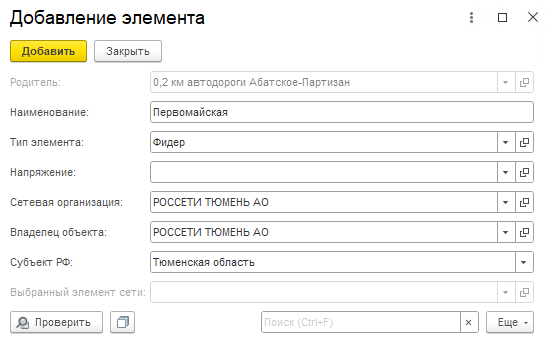 Добавление элемента
Добавить Закрыть
Родитель: 0,2 км автодороги Абатское-Партизан
Наименование: Первомайская
Тип элемента: Фидер
Напряжение:
Сетевая организация: РОССЕТИ ТЮМЕНЬ АО
Владелец объекта: РОССЕТИ ТЮМЕНЬ АО
Субъект РФ: Тюменская область
Выбранный элемент сети:
Проверить Поиск (Ctrl+F) Еще